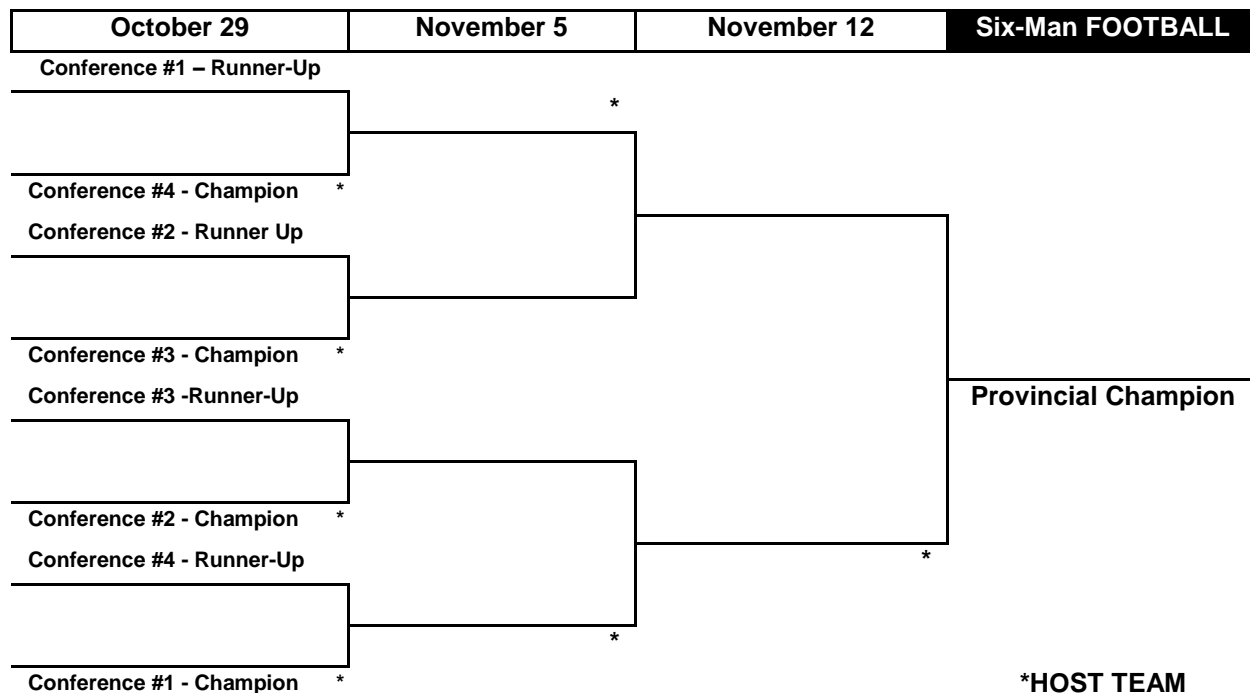 October 29 November 5 November 12 Six-Man FOOTBALL
Conference #1 – Runner-Up
*
Conference #4 - Champion *
Conference #2 - Runner Up
Conference #3 - Champion *
Conference #3 -Runner-Up
Provincial Champion
Conference #2 - Champion *
Conference #4 - Runner-Up
*
*
Conference #1 - Champion *
*HOST TEAM